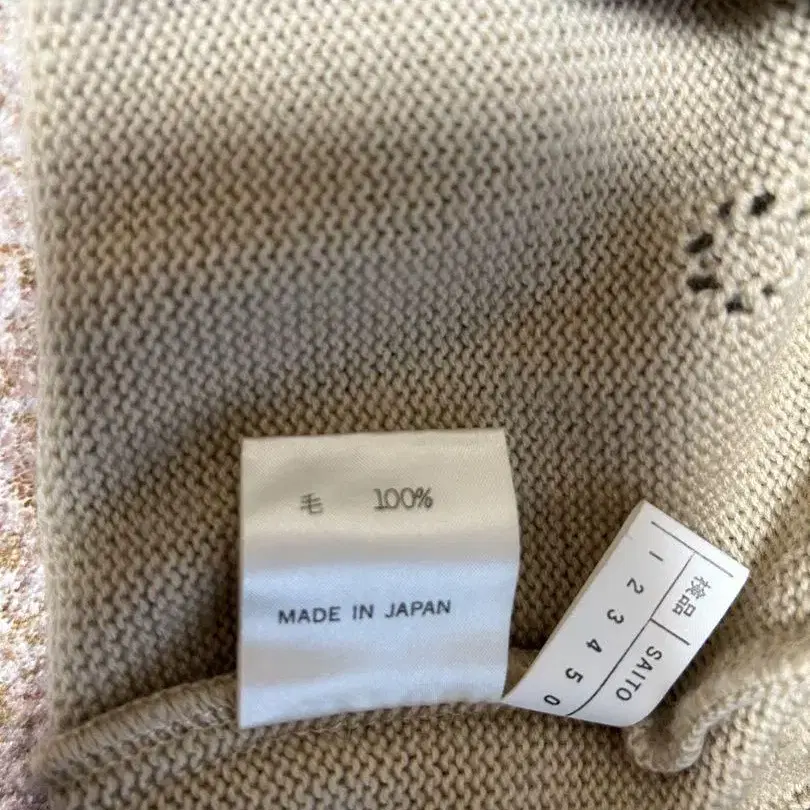 毛 100%
MADE IN JAPAN
検品 SAITO
1 2 3 4 5 0